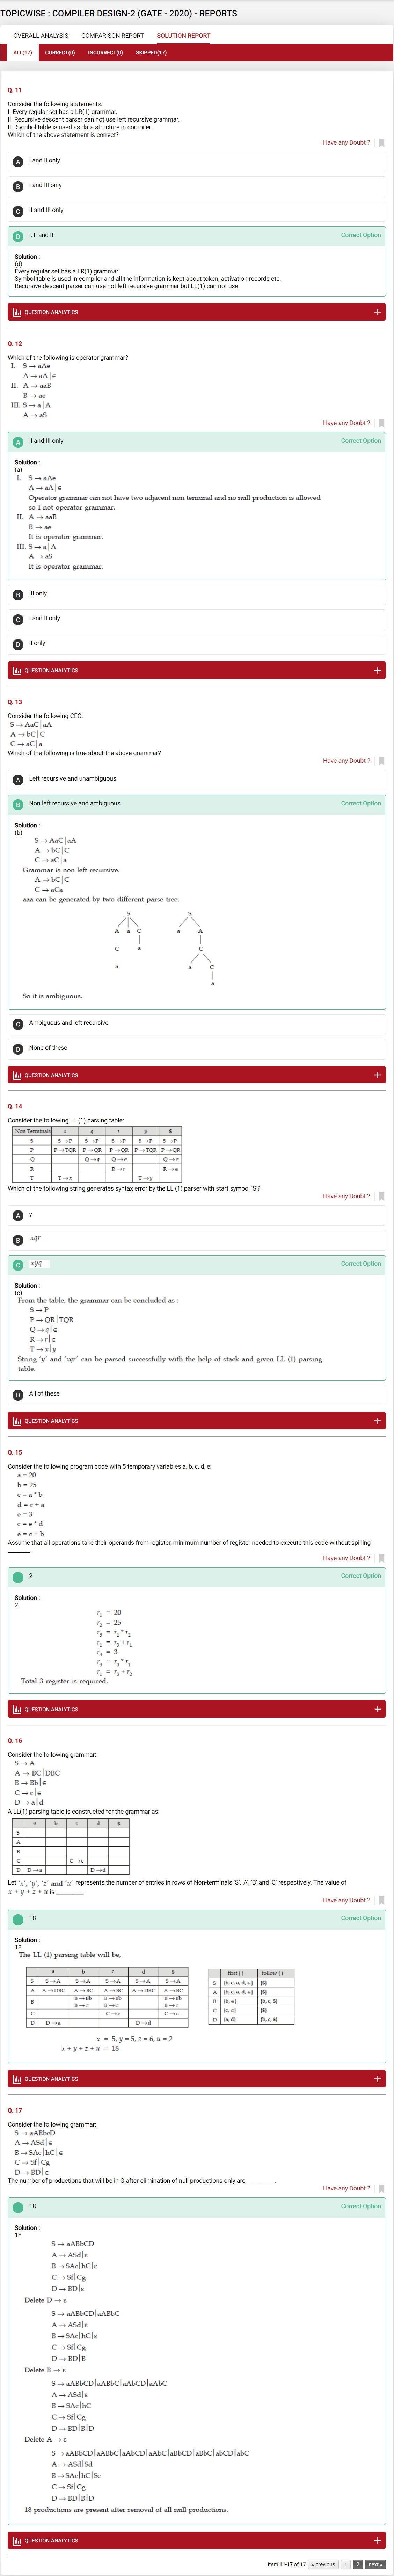 TOPICWISE : COMPILER DESIGN-2 (GATE - 2020) - REPORTS
OVERALL ANALYSIS COMPARISON REPORT SOLUTION REPORT
ALL(17) CORRECT(0) INCORRECT(0) SKIPPED(17)
Q. 11
Consider the following statements:
I. Every regular set has a LR(1) grammar.
II. Recursive descent parser can not use left recursive grammar.
III. Symbol table is used as data structure in compiler.
Which of the above statement is correct?
Have any Doubt ?
A I and II only
B I and III only
C II and III only
D I, II and III Correct Option
Solution :
(d)
Every regular set has a LR(1) grammar.
Symbol table is used in compiler and all the information is kept about token, activation records etc.
Recursive descent parser can use not left recursive grammar but LL(1) can not use.
QUESTION ANALYTICS +
Q. 12
Which of the following is operator grammar?
I. S → aAe
A → aA|∈
II. A → aaB
B → ae
III. S → a|A
A → aS
Have any Doubt ?
A II and III only Correct Option
Solution :
(a)
I. S → aAe
A → aA|∈
Operator grammar can not have two adjacent non terminal and no null production is allowed
so I not operator grammar.
II. A → aaB
B → ae
It is operator grammar.
III. S → a|A
A → aS
It is operator grammar.
B III only
C I and II only
D II only
QUESTION ANALYTICS +
Q. 13
Consider the following CFG:
S → AaC|aA
A → bC|C
C → aC|a
Which of the following is true about the above grammar?
Have any Doubt ?
A Left recursive and unambiguous
B Non left recursive and ambiguous Correct Option
Solution :
(b)
S → AaC|aA
A → bC|C
C → aC|a
Grammar is non left recursive.
A → bC|C
C → aCa
aaa can be generated by two different parse tree.
S S
A a C a A
C a C
a a C
a
So it is ambiguous.
C Ambiguous and left recursive
D None of these
QUESTION ANALYTICS +
Q. 14
Consider the following LL (1) parsing table:
Non Terminals x q r y $
S S→P S→P S→P S→P S→P
P P→TQR P→QR P→QR P→TQR P→QR
Q Q→q Q→ε Q→ε
R R→r R→ε
T T→x T→y
Which of the following string generates syntax error by the LL (1) parser with start symbol 'S'?
Have any Doubt ?
A y
B xqr
C xyq Correct Option
Solution :
(c)
From the table, the grammar can be concluded as :
S → P
P → QR|TQR
Q → q|ε
R → r|ε
T → x|y
String 'y' and 'xqr' can be parsed successfully with the help of stack and given LL (1) parsing
table.
D All of these
QUESTION ANALYTICS +
Q. 15
Consider the following program code with 5 temporary variables a, b, c, d, e:
a = 20
b = 25
c = a * b
d = c + a
e = 3
c = e * d
e = c + b
Assume that all operations take their operands from register, minimum number of register needed to execute this code without spilling
________.
Have any Doubt ?
2 Correct Option
Solution :
2
r1 = 20
r2 = 25
r3 = r1 * r2
r1 = r3 + r1
r3 = 3
r3 = r3 * r1
r1 = r3 + r2
Total 3 register is required.
QUESTION ANALYTICS +
Q. 16
Consider the following grammar:
S → A
A → BC|DBC
B → Bb|∈
C → c|∈
D → a|d
A LL(1) parsing table is constructed for the grammar as:
a b c d $
S
A
B
C C→c
D D→a D→d
Let 'x', 'y', 'z' and 'u' represents the number of entries in rows of Non-terminals 'S', 'A', 'B' and 'C' respectively. The value of
x + y + z + u is ________ .
Have any Doubt ?
18 Correct Option
Solution :
18
The LL (1) parsing table will be,
a b c d $
S S→A S→A S→A S→A S→A
A A→DBC A→BC A→BC A→DBC A→BC
B B→Bb B→Bb B→Bb
B→ε B→ε B→ε
C C→c C→ε
D D→a D→d
first ( ) follow ( )
S {b, c, a, d, ∈} {$}
A {b, c, a, d, ∈} {$}
B {b, ∈} {b, c, $}
C {c, ∈} {$}
D {a, d} {b, c, $}
x = 5, y = 5, z = 6, u = 2
x + y + z + u = 18
QUESTION ANALYTICS +
Q. 17
Consider the following grammar:
S → aABbcD
A → ASd|ε
B → SAc|hC|ε
C → Sf|Cg
D → BD|ε
The number of productions that will be in G after elimination of null productions only are ________.
Have any Doubt ?
18 Correct Option
Solution :
18
S → aABbCD
A → ASd|ε
B → SAc|hC|ε
C → Sf|Cg
D → BD|ε
Delete D → ε
S → aABbCD|aABbC
A → ASd|ε
B → SAc|hC|ε
C → Sf|Cg
D → BD|B
Delete B → ε
S → aABbCD|aABbC|aAbCD|aAbC
A → ASd|ε
B → SAc|hC
C → Sf|Cg
D → BD|B|D
Delete A → ε
S → aABbCD|aABbC|aAbCD|aAbC|aBbCD|aBbC|abCD|abC
A → ASd|Sd
B → SAc|hC|Sc
C → Sf|Cg
D → BD|B|D
18 productions are present after removal of all null productions.
QUESTION ANALYTICS +
Item 11-17 of 17 « previous 1 2 next »